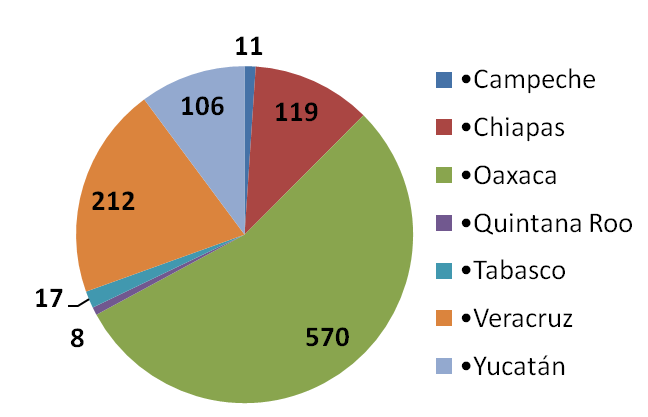 11
119
106
212
17
8
570
•Campeche
•Chiapas
•Oaxaca
•Quintana Roo
•Tabasco
•Veracruz
•Yucatán